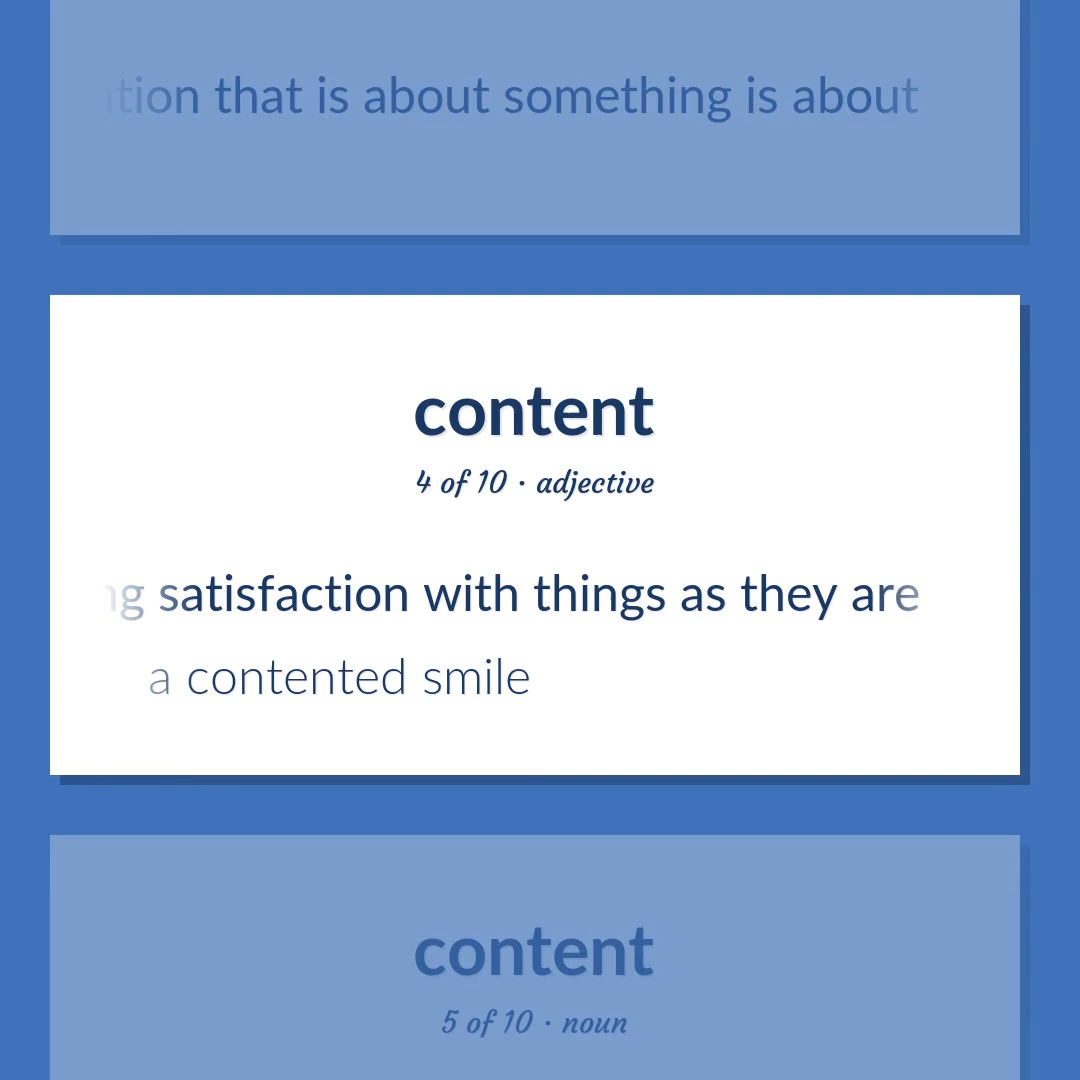 that is about something is about
content
4 of 10 · adjective
satisfaction with things as they are
a contented smile
content
5 of 10 · noun